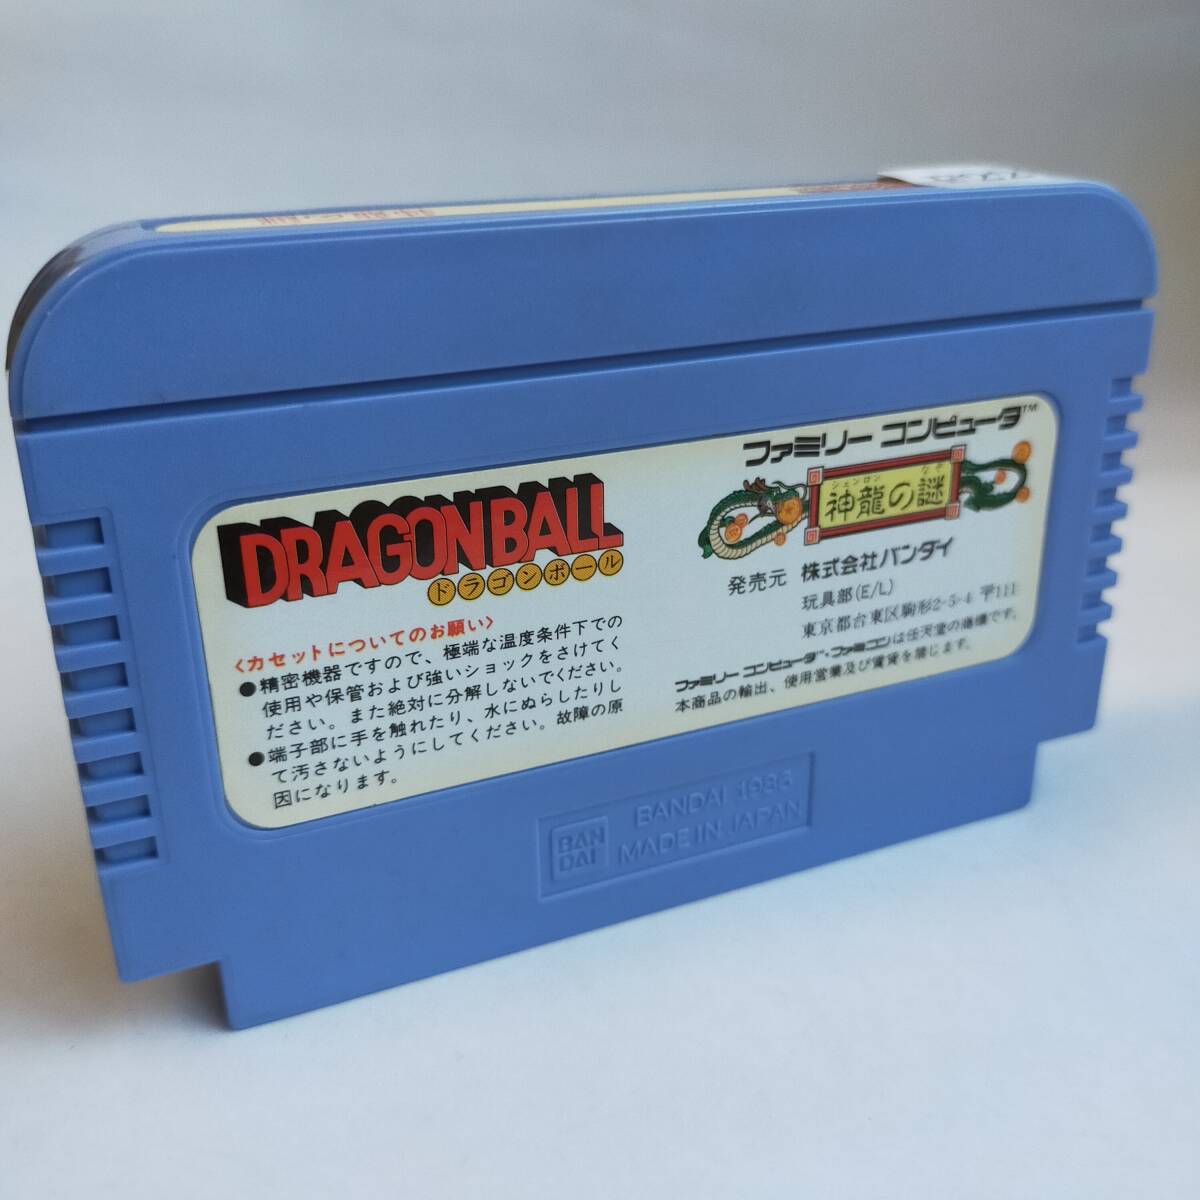 DRAGONBALL
ドラゴンボール
<カセットについてのお願い>
●精密機器ですので、極端な温度条件下での
使用や保管および強いショックをさけてく
ださい。また絶対に分解しないでください。
●端子部に手を触れたり、水にぬらしたりし
て汚さないようにしてください。故障の原
因になります。
ファミリー コンピュータ™
シェンロン なぞ
神龍の謎
発売元 株式会社バンダイ
玩具部(E/L)
東京都台東区駒形2-5-4 〒111
ファミリー コンピュータ™・ファミコンは任天堂の商標です。
本商品の輸出、使用営業及び賃貸を禁じます。
BAN
DAI
BANDAI 1986
MADE IN JAPAN